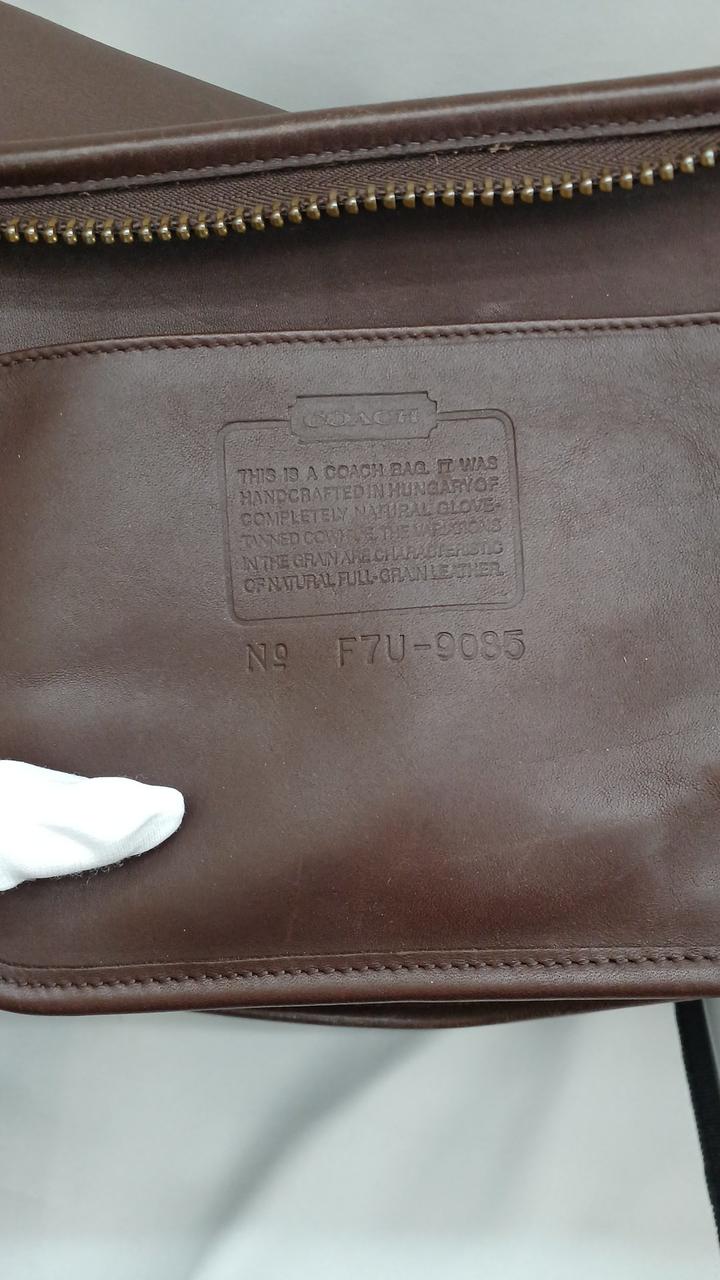 COACH
THIS IS A COACH BAG. IT WAS
HANDCRAFTED IN HUNGARY OF
COMPLETELY NATURAL GLOVE-
TANNED COWHIDE. THE VARIATIONS
IN THE GRAIN ARE CHARACTERISTIC
OF NATURAL FULL-GRAIN LEATHER.
Nº F7U-9085